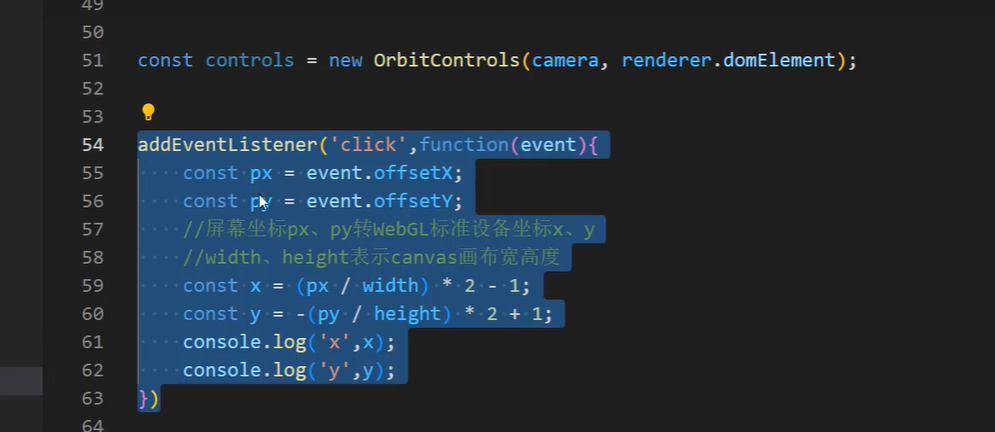 49
50
51 const controls = new OrbitControls(camera, renderer.domElement);
52
53
54 addEventListener('click',function(event){
55 const px = event.offsetX;
56 const py = event.offsetY;
57 //屏幕坐标px、py转WebGL标准设备坐标x、y
58 //width、height表示canvas画布宽高度
59 const x = (px / width) * 2 - 1;
60 const y = -(py / height) * 2 + 1;
61 console.log('x',x);
62 console.log('y',y);
63 })
64